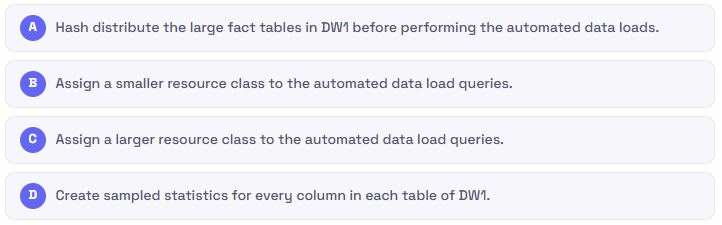 A Hash distribute the large fact tables in DW1 before performing the automated data loads.
B Assign a smaller resource class to the automated data load queries.
C Assign a larger resource class to the automated data load queries.
D Create sampled statistics for every column in each table of DW1.